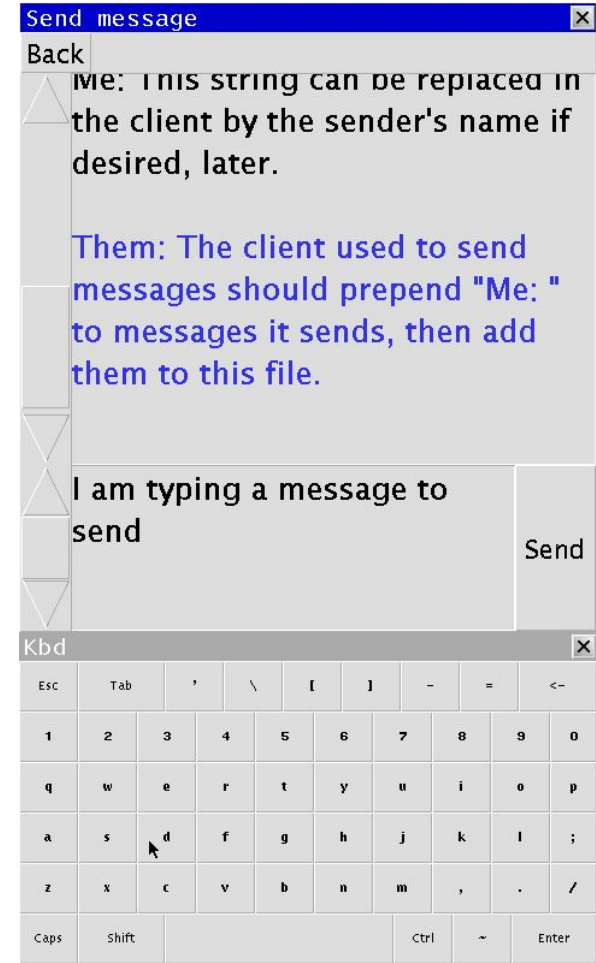 Send message
Back
Me: This string can be replaced in
the client by the sender's name if
desired, later.
Them: The client used to send
messages should prepend "Me: "
to messages it sends, then add
them to this file.
I am typing a message to
send
Send
Kbd
Esc Tab ' \ [ ] - = <-
1 2 3 4 5 6 7 8 9 0
q w e r t y u i o p
a s d f g h j k l ;
z x c v b n m , . /
Caps Shift Ctrl ~ Enter